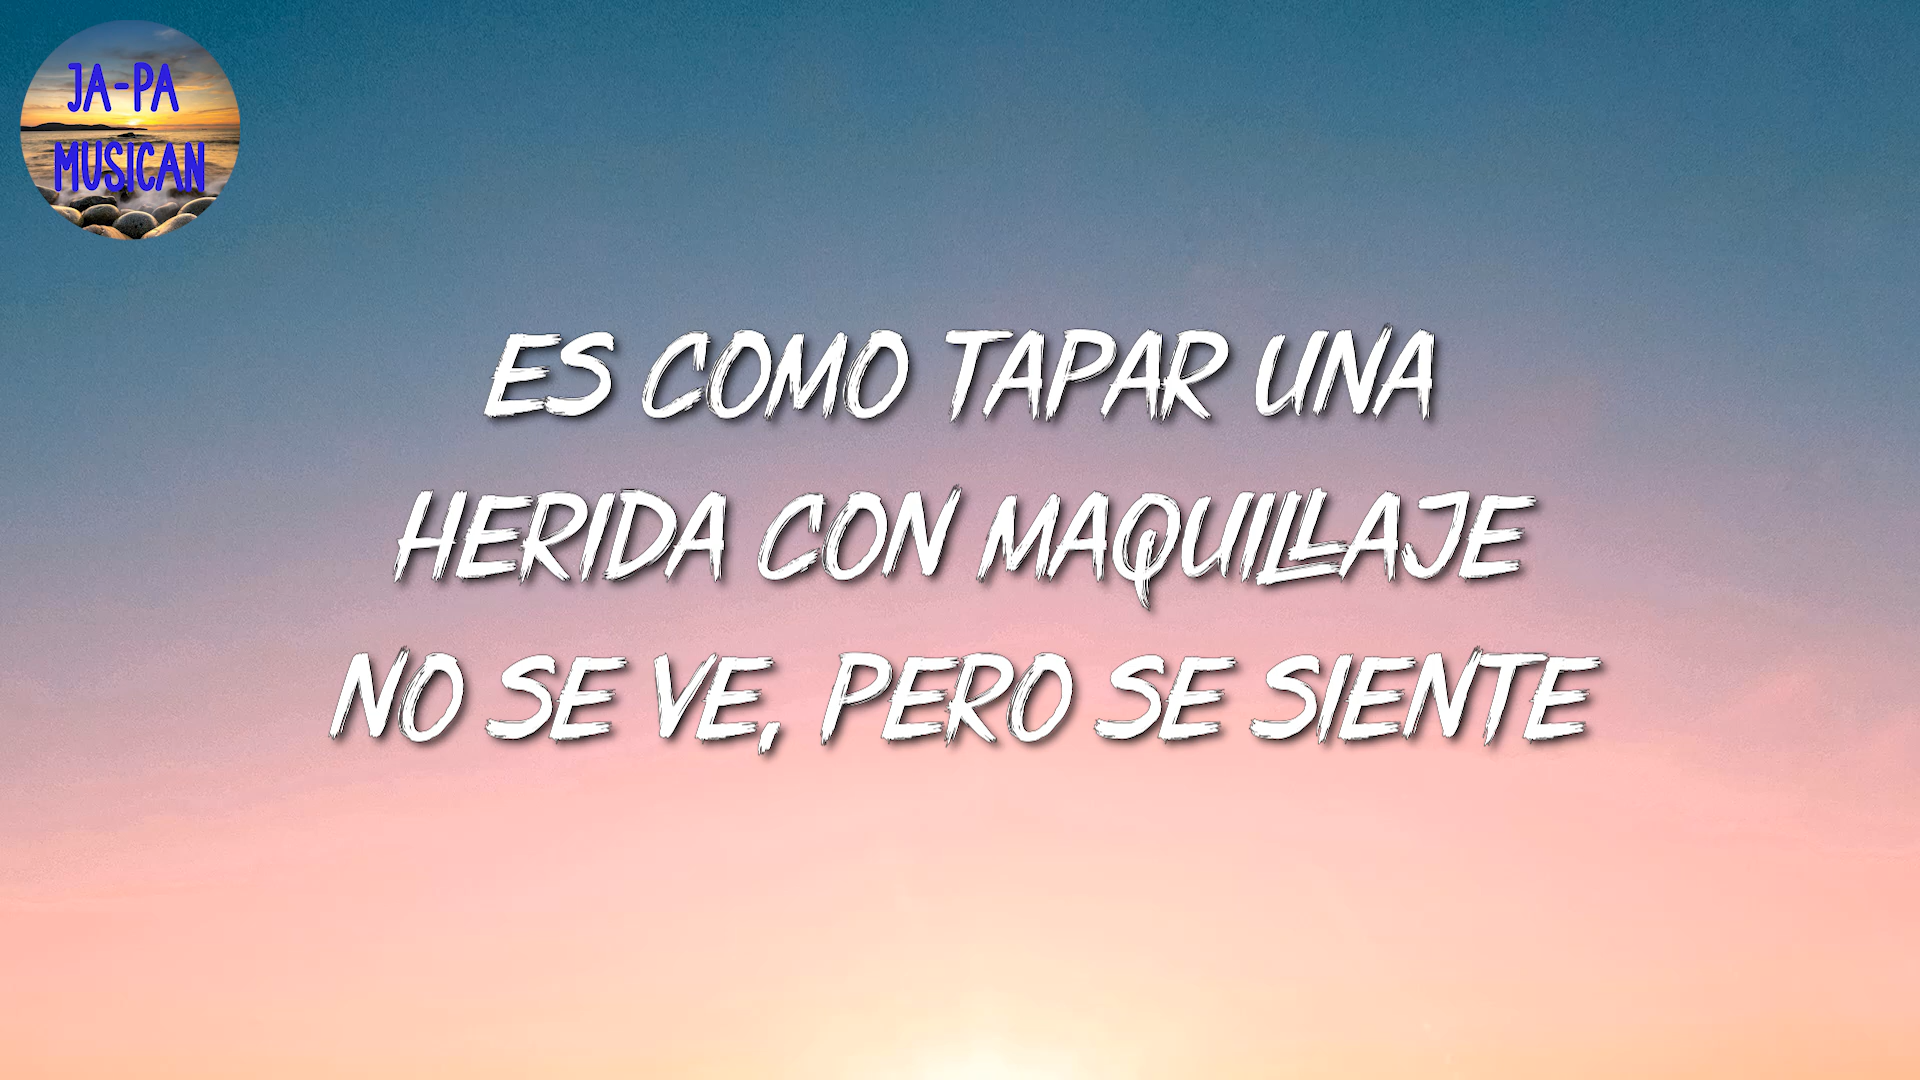 JA-PA
MUSICAN
ES COMO TAPAR UNA
HERIDA CON MAQUILLAJE
NO SE VE, PERO SE SIENTE